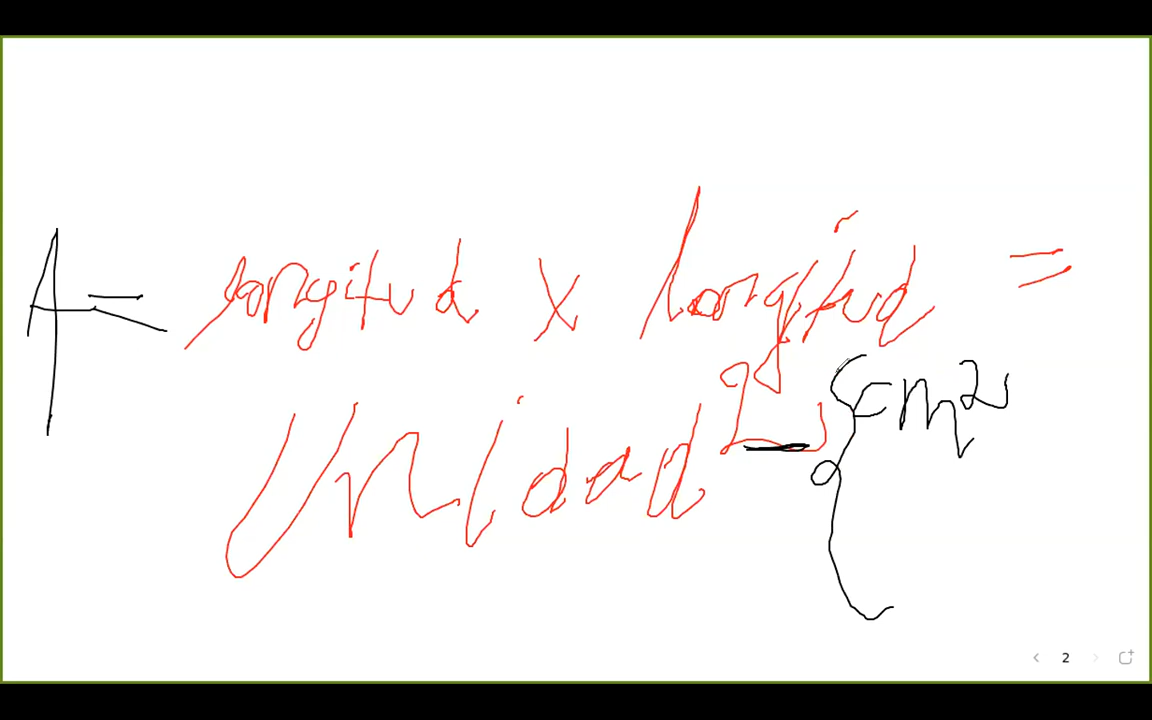 A = longitud x longitud =
Unidad² { cm²
2